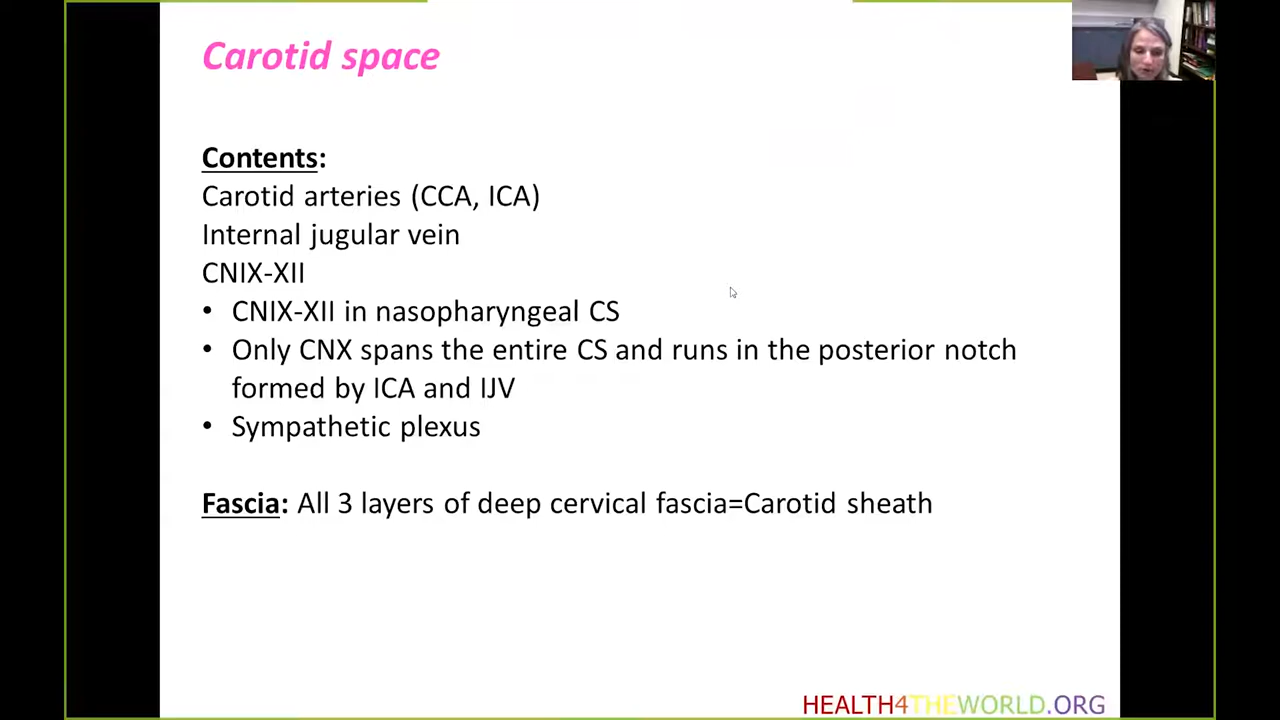 Carotid space
Contents:
Carotid arteries (CCA, ICA)
Internal jugular vein
CNIX-XII
• CNIX-XII in nasopharyngeal CS
• Only CNX spans the entire CS and runs in the posterior notch
formed by ICA and IJV
• Sympathetic plexus
Fascia: All 3 layers of deep cervical fascia=Carotid sheath
HEALTH4THEWORLD.ORG